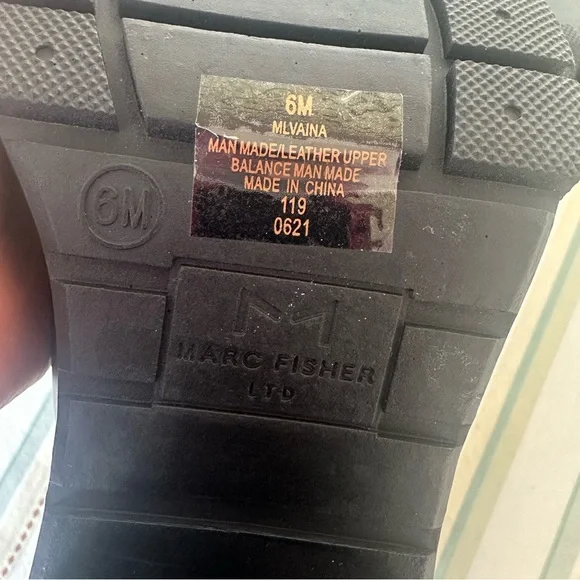 6M
MLVAINA
MAN MADE/LEATHER UPPER
BALANCE MAN MADE
MADE IN CHINA
119
0621
6M
M
MARC FISHER
LTD